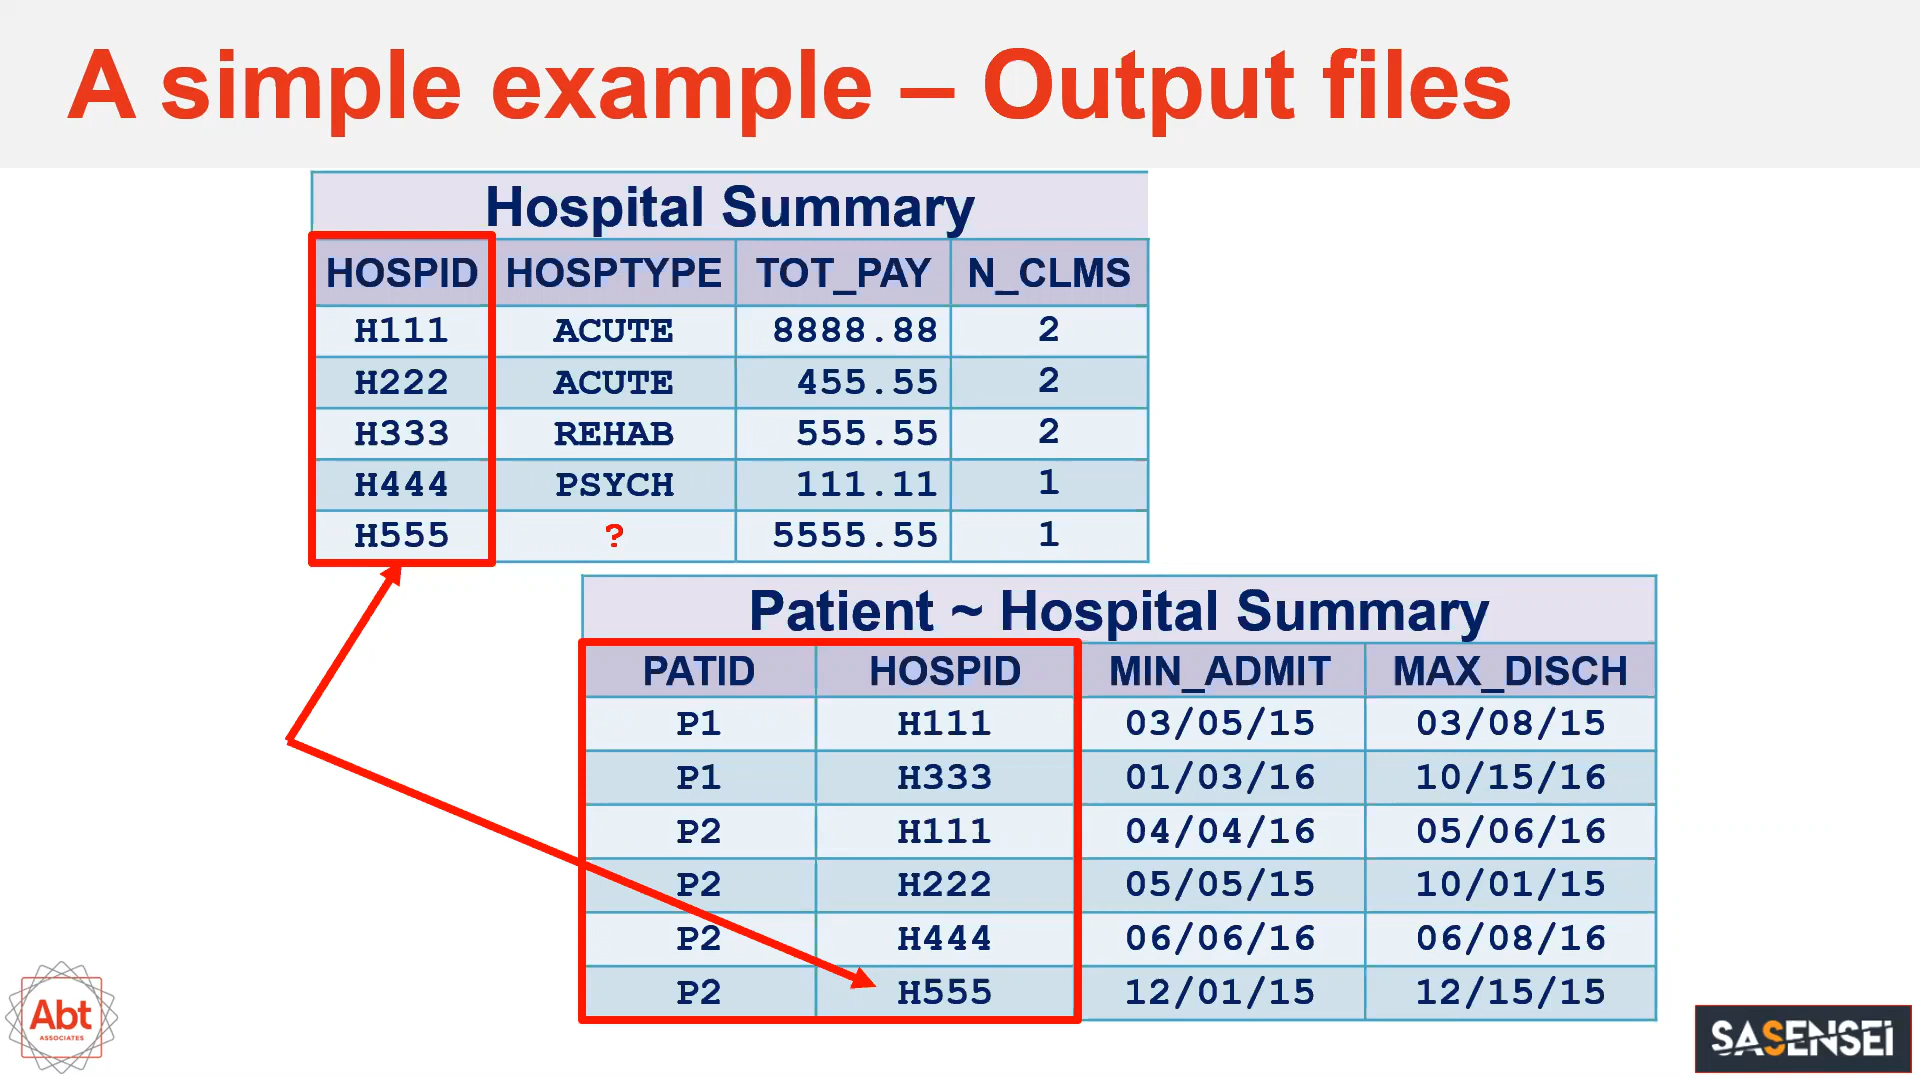 A simple example – Output files
Hospital Summary
HOSPID HOSPTYPE TOT_PAY N_CLMS
H111 ACUTE 8888.88 2
H222 ACUTE 455.55 2
H333 REHAB 555.55 2
H444 PSYCH 111.11 1
H555 ? 5555.55 1
Patient ~ Hospital Summary
PATID HOSPID MIN_ADMIT MAX_DISCH
P1 H111 03/05/15 03/08/15
P1 H333 01/03/16 10/15/16
P2 H111 04/04/16 05/06/16
P2 H222 05/05/15 10/01/15
P2 H444 06/06/16 06/08/16
P2 H555 12/01/15 12/15/15
Abt
ASSOCIATES
SASENSEI